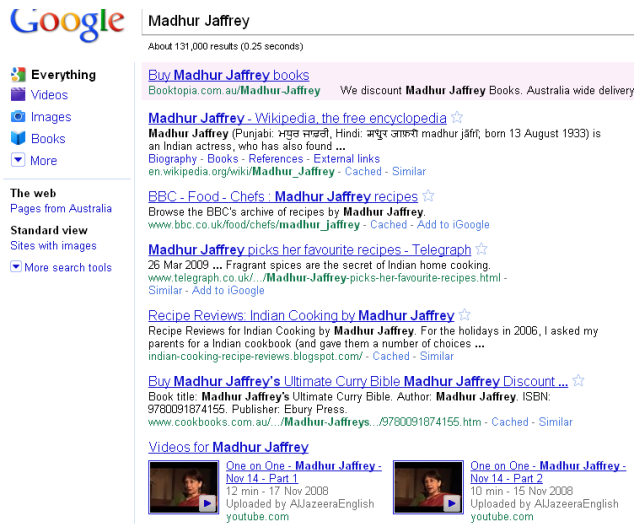 Google
Madhur Jaffrey
About 131,000 results (0.25 seconds)
Everything
Videos
Images
Books
More
The web
Pages from Australia
Standard view
Sites with images
More search tools
Buy Madhur Jaffrey books
Booktopia.com.au/Madhur-Jaffrey We discount Madhur Jaffrey Books. Australia wide delivery
Madhur Jaffrey - Wikipedia, the free encyclopedia
Madhur Jaffrey (Punjabi: ਮਧੁਰ ਜਾਫਰੀ, Hindi: मधुर जाफ़री madhur jāfrī; born 13 August 1933) is
an Indian actress, who has also found ...
Biography - Books - References - External links
en.wikipedia.org/wiki/Madhur_Jaffrey - Cached - Similar
BBC - Food - Chefs : Madhur Jaffrey recipes
Browse the BBC's archive of recipes by Madhur Jaffrey.
www.bbc.co.uk/food/chefs/madhur_jaffrey - Cached - Add to iGoogle
Madhur Jaffrey picks her favourite recipes - Telegraph
26 Mar 2009 ... Fragrant spices are the secret of Indian home cooking.
www.telegraph.co.uk/.../Madhur-Jaffrey-picks-her-favourite-recipes.html -
Similar - Add to iGoogle
Recipe Reviews: Indian Cooking by Madhur Jaffrey
Recipe Reviews for Indian Cooking by Madhur Jaffrey. For the holidays in 2006, I asked my
parents for a Indian cookbook (and gave them a number of choices ...
indian-cooking-recipe-reviews.blogspot.com/ - Cached - Similar
Buy Madhur Jaffrey's Ultimate Curry Bible Madhur Jaffrey Discount ...
Book title: Madhur Jaffrey's Ultimate Curry Bible. Author: Madhur Jaffrey. ISBN:
9780091874155. Publisher: Ebury Press.
www.cookbooks.com.au/.../Madhur-Jaffreys.../9780091874155.htm - Cached - Similar
Videos for Madhur Jaffrey
One on One - Madhur Jaffrey -
Nov 14 - Part 1
12 min - 17 Nov 2008
Uploaded by AlJazeeraEnglish
youtube.com
One on One - Madhur Jaffrey -
Nov 14 - Part 2
10 min - 15 Nov 2008
Uploaded by AlJazeeraEnglish
youtube.com